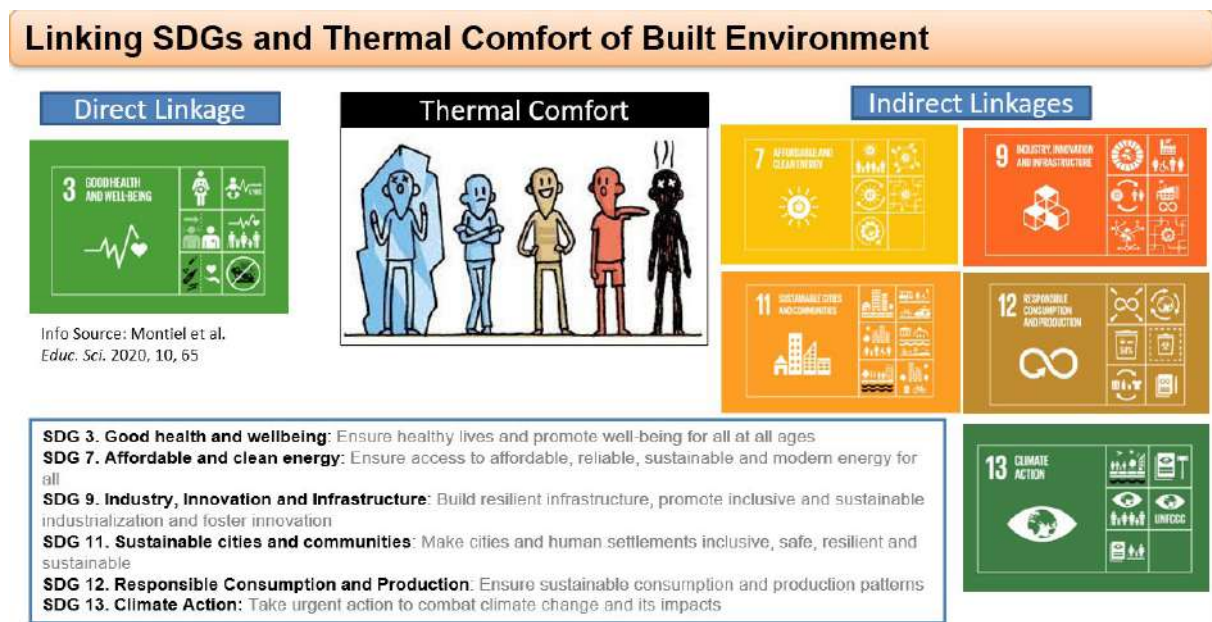 Linking SDGs and Thermal Comfort of Built Environment
Direct Linkage
3 GOOD HEALTH
AND WELL-BEING
Info Source: Montiel et al.
Educ. Sci. 2020, 10, 65
Thermal Comfort
Indirect Linkages
7 AFFORDABLE AND
CLEAN ENERGY
9 INDUSTRY, INNOVATION
AND INFRASTRUCTURE
11 SUSTAINABLE CITIES
AND COMMUNITIES
12 RESPONSIBLE
CONSUMPTION
AND PRODUCTION
13 CLIMATE
ACTION
UNFCCC
SDG 3. Good health and wellbeing: Ensure healthy lives and promote well-being for all at all ages
SDG 7. Affordable and clean energy: Ensure access to affordable, reliable, sustainable and modern energy for
all
SDG 9. Industry, Innovation and Infrastructure: Build resilient infrastructure, promote inclusive and sustainable
industrialization and foster innovation
SDG 11. Sustainable cities and communities: Make cities and human settlements inclusive, safe, resilient and
sustainable
SDG 12. Responsible Consumption and Production: Ensure sustainable consumption and production patterns
SDG 13. Climate Action: Take urgent action to combat climate change and its impacts